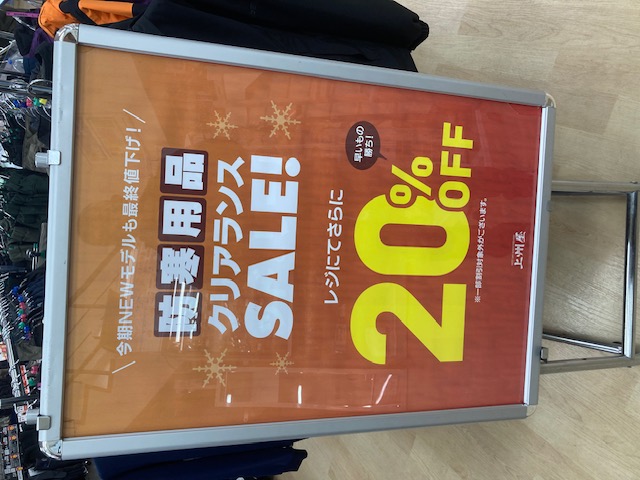 \ 今期NEWモデルも最終値下げ! /
防寒用品
クリアランス
SALE!
レジにてさらに
早いもの
勝ち!
20%OFF
※一部割引対象外がございます。
上州屋